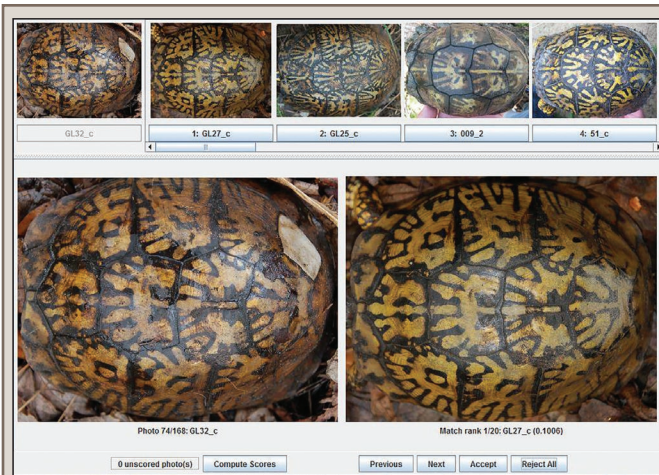 GL32_c
1: GL27_c
2: GL25_c
3: 009_2
4: 51_c
Photo 74/168: GL32_c
Match rank 1/20: GL27_c (0.1006)
0 unscored photo(s)
Compute Scores
Previous
Next
Accept
Reject All